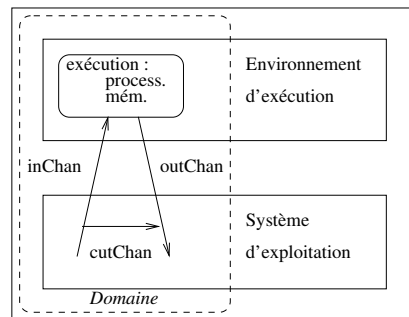 exécution :
process.
mém.
Environnement
d'exécution
inChan
outChan
cutChan
Système
d'exploitation
Domaine